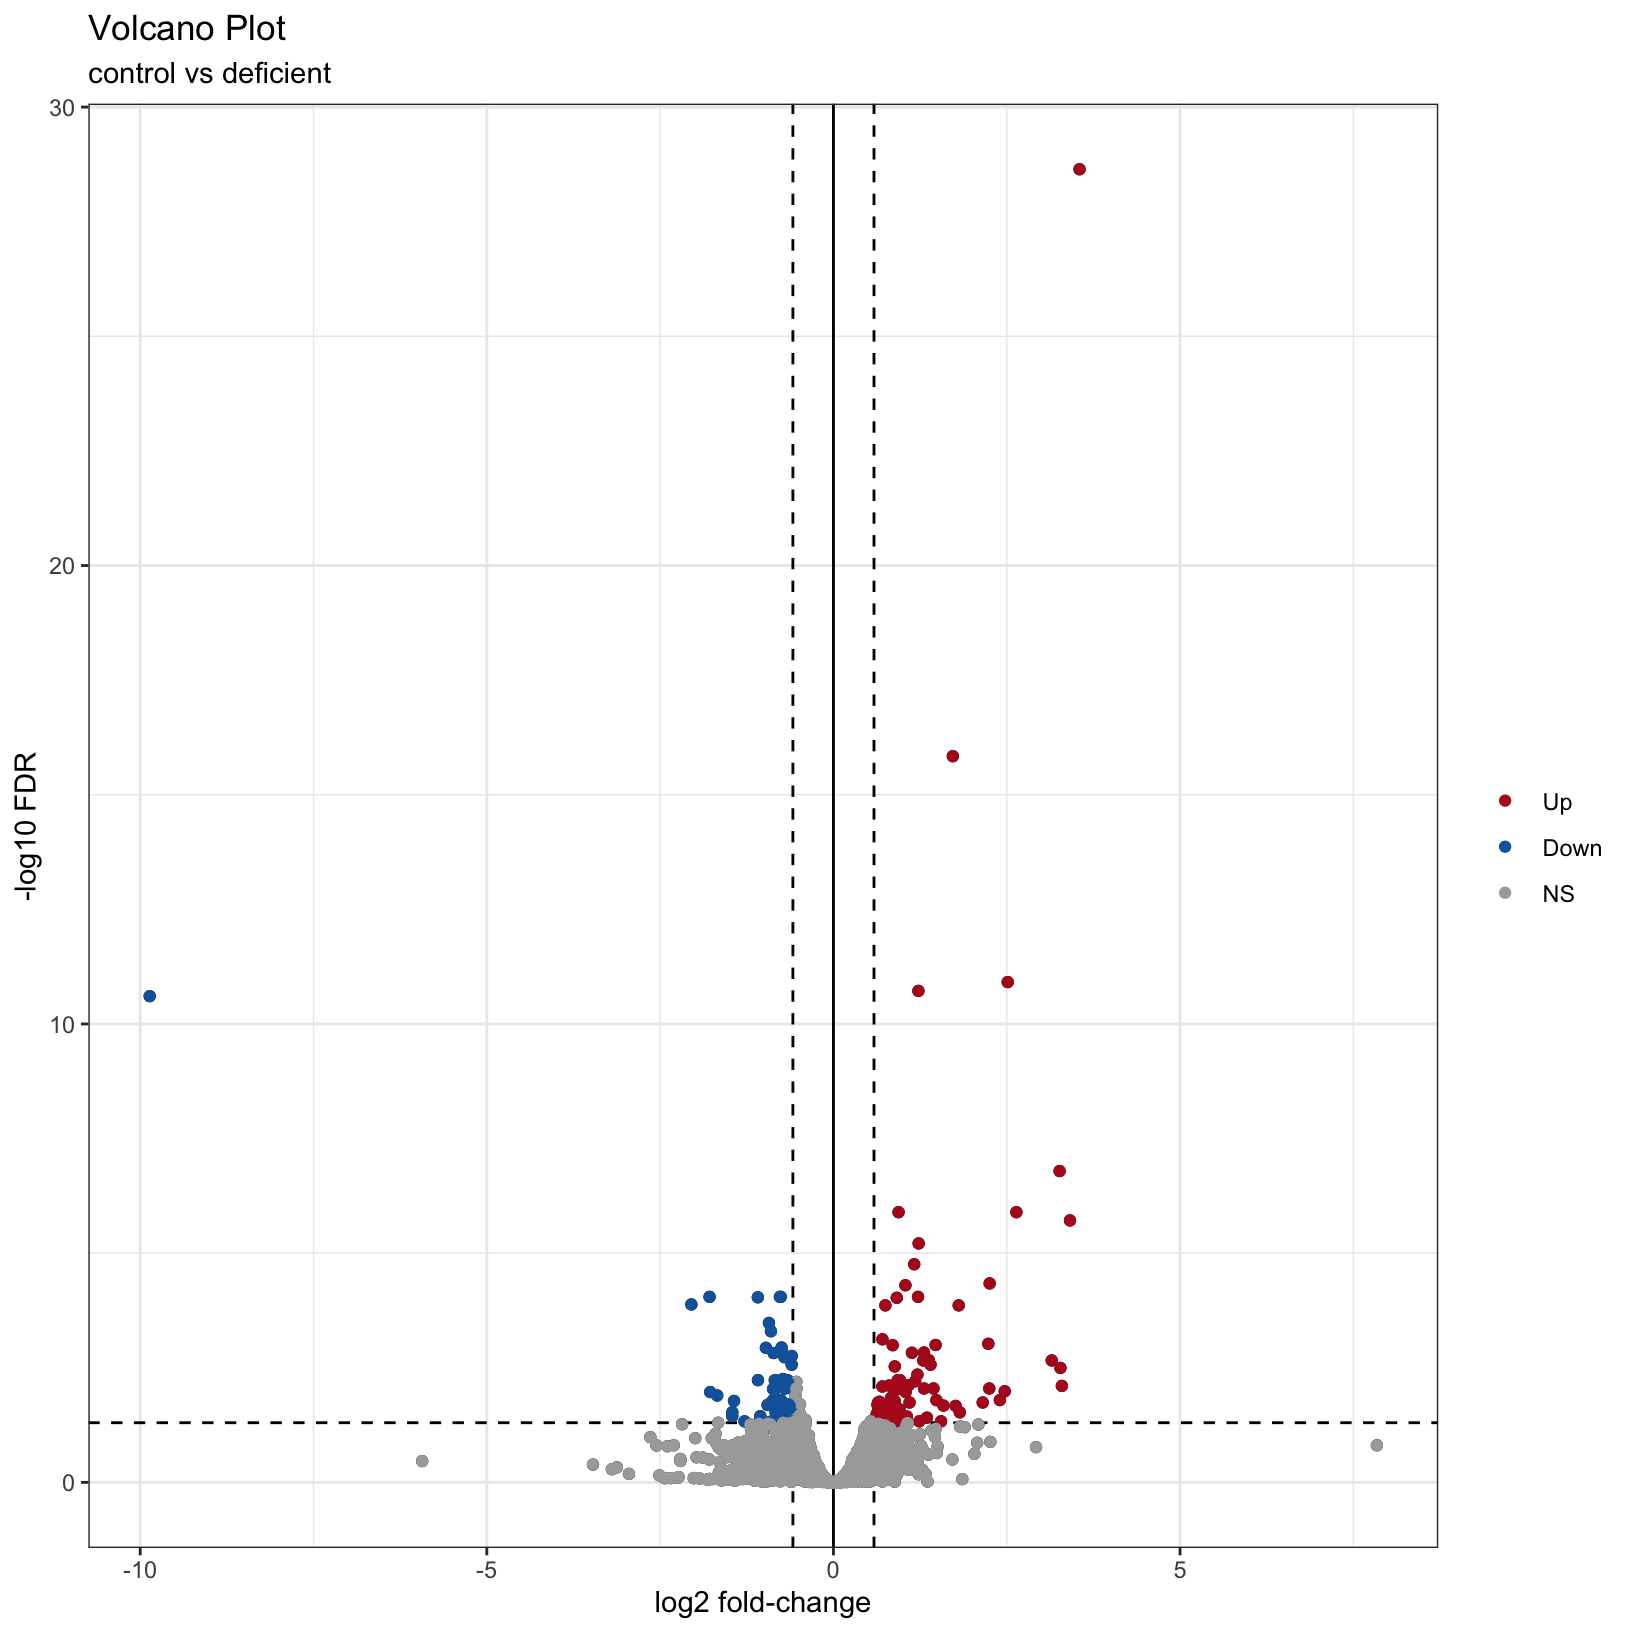 Volcano Plot
control vs deficient
30
20
10
0
-log10 FDR
-10
-5
0
5
log2 fold-change
Up
Down
NS